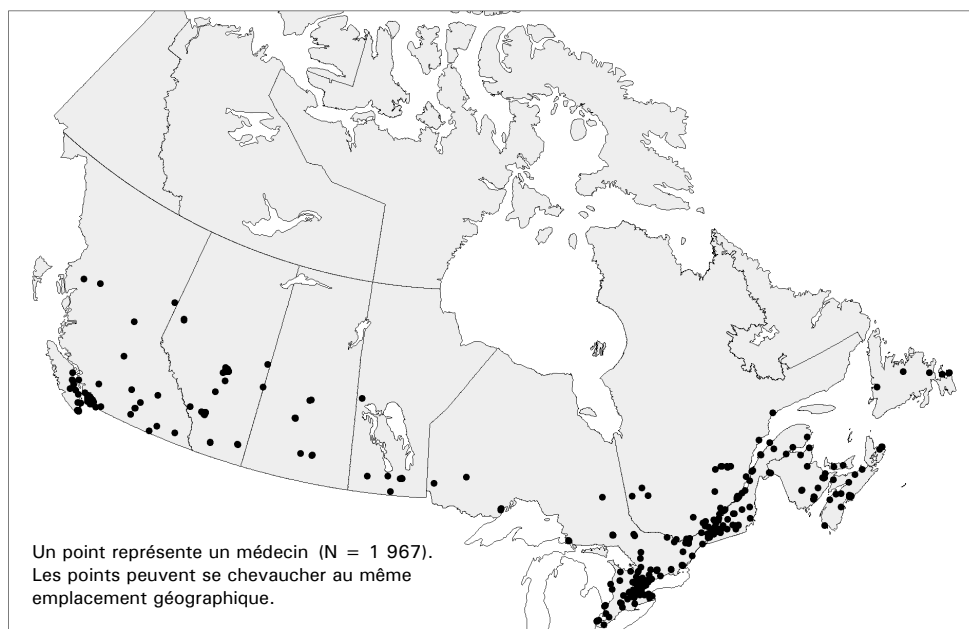 Un point représente un médecin (N = 1 967).
Les points peuvent se chevaucher au même
emplacement géographique.